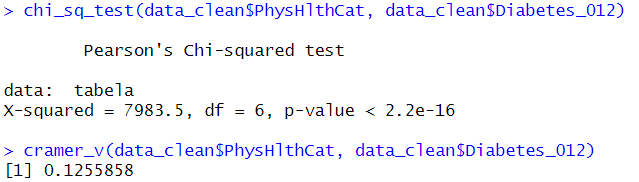 > chi_sq_test(data_clean$PhysHlthCat, data_clean$Diabetes_012)
Pearson's Chi-squared test
data:  tabela
X-squared = 7983.5, df = 6, p-value < 2.2e-16
> cramer_v(data_clean$PhysHlthCat, data_clean$Diabetes_012)
[1] 0.1255858